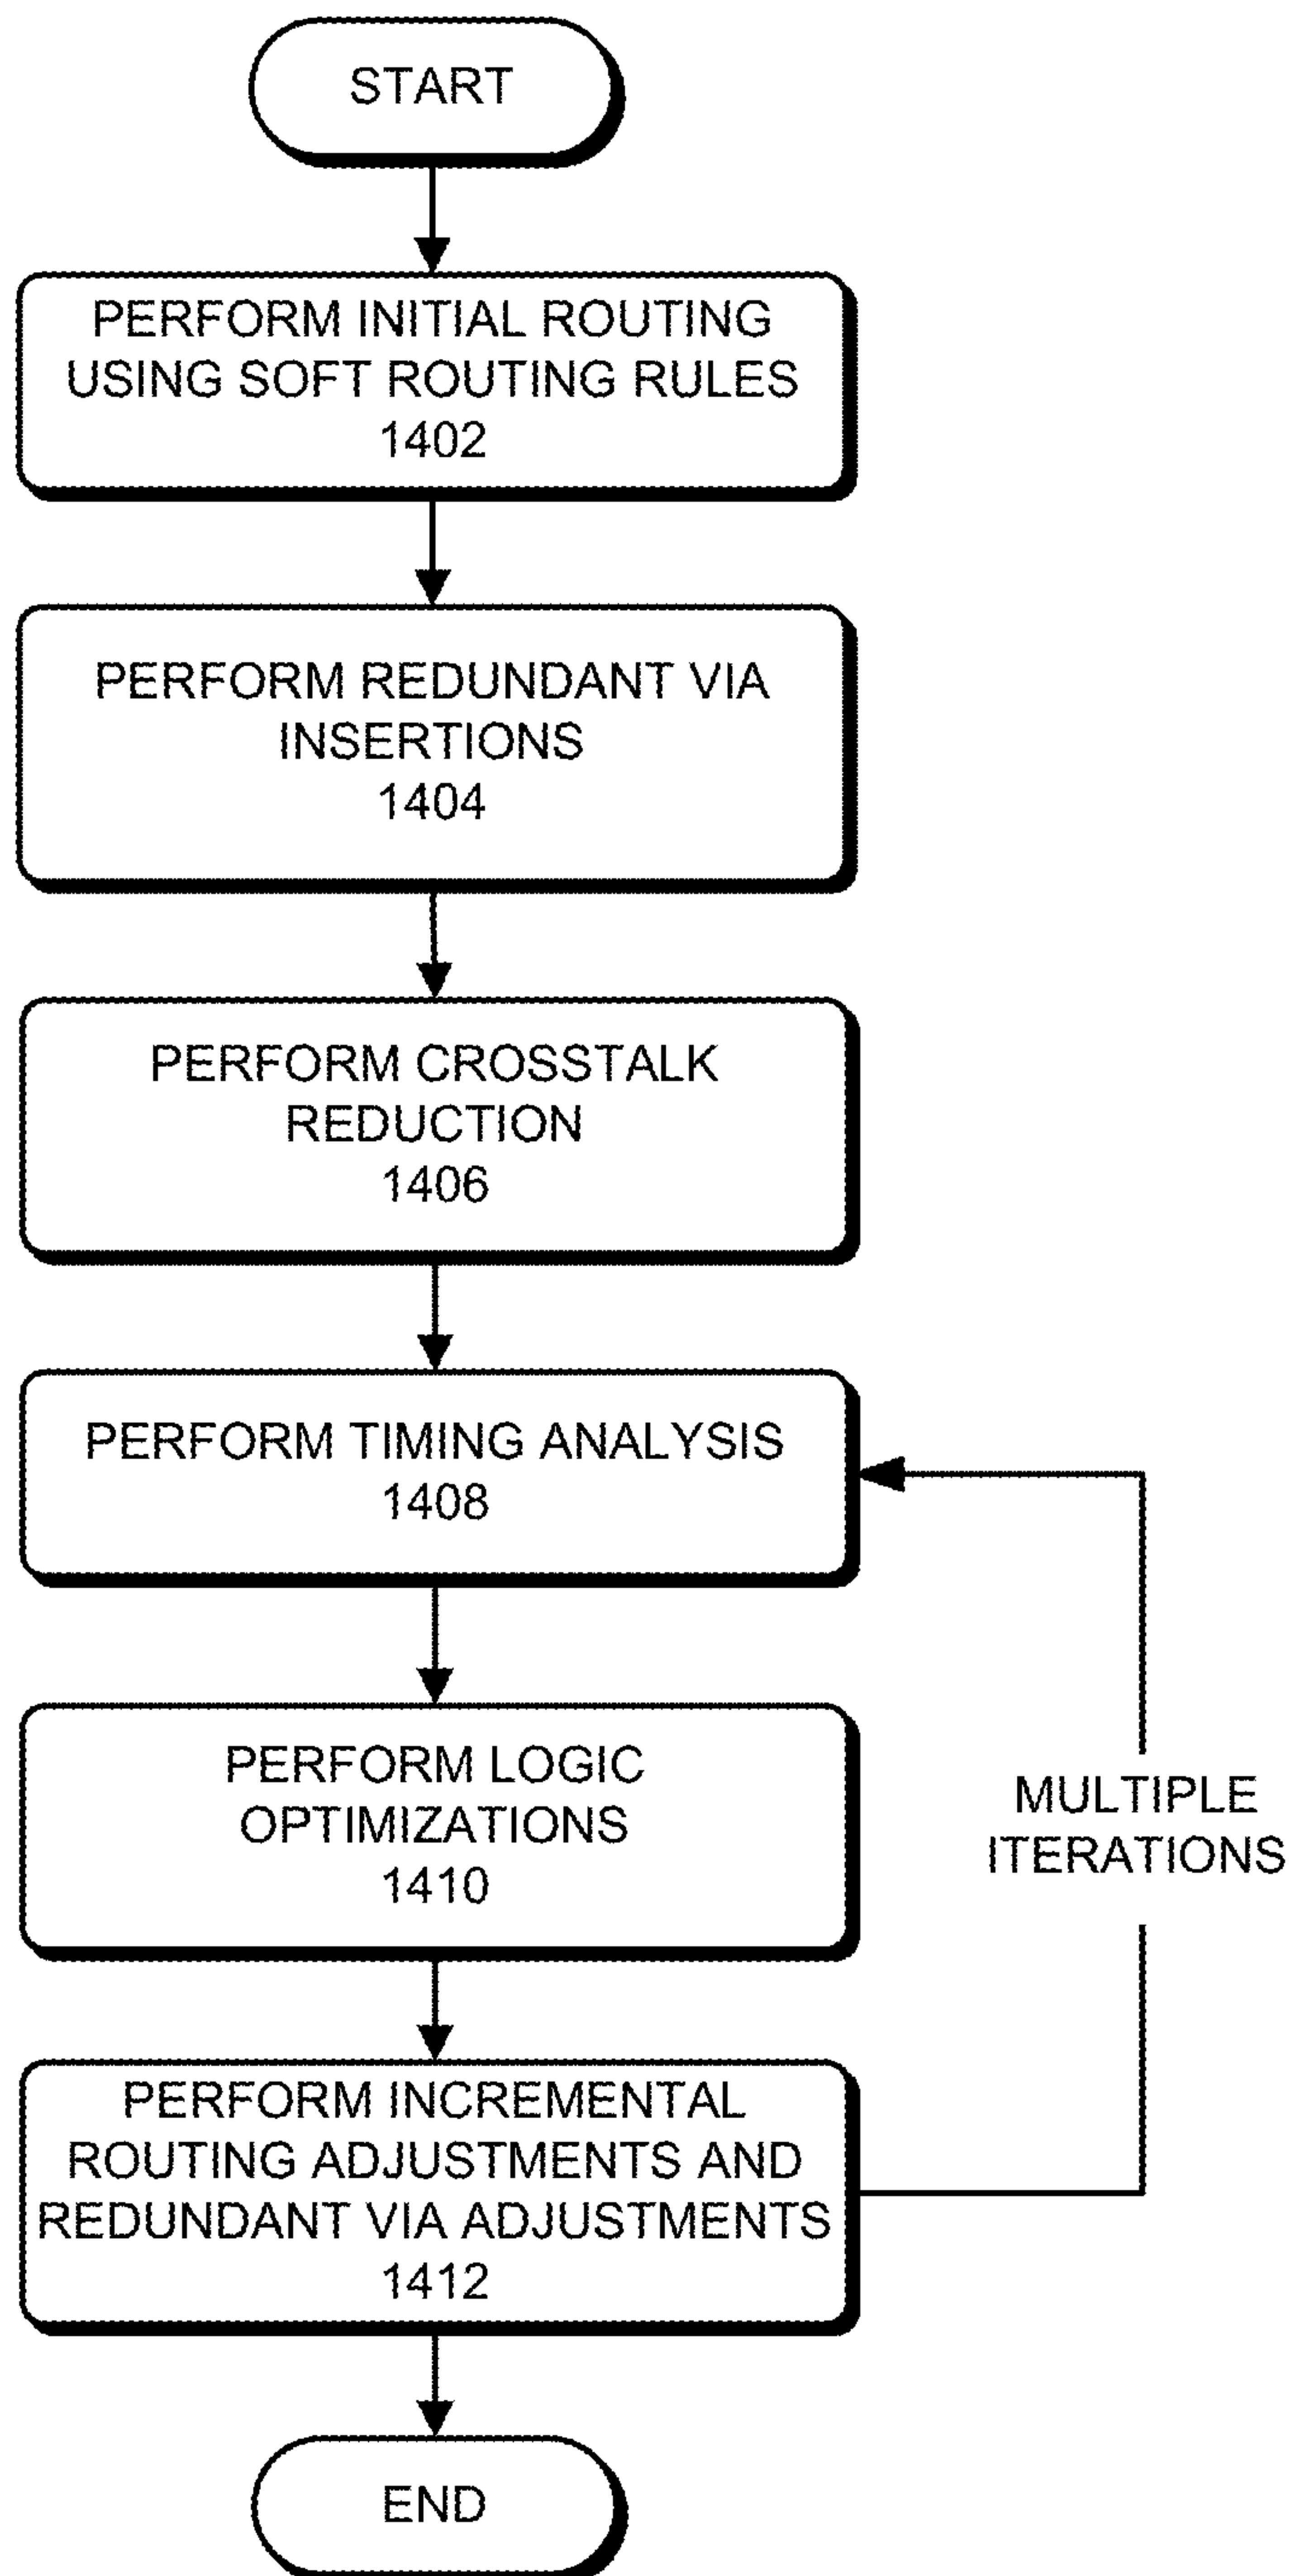 START
PERFORM INITIAL ROUTING
USING SOFT ROUTING RULES
1402
PERFORM REDUNDANT VIA
INSERTIONS
1404
PERFORM CROSSTALK
REDUCTION
1406
PERFORM TIMING ANALYSIS
1408
PERFORM LOGIC
OPTIMIZATIONS
1410
MULTIPLE
ITERATIONS
PERFORM INCREMENTAL
ROUTING ADJUSTMENTS AND
REDUNDANT VIA ADJUSTMENTS
1412
END